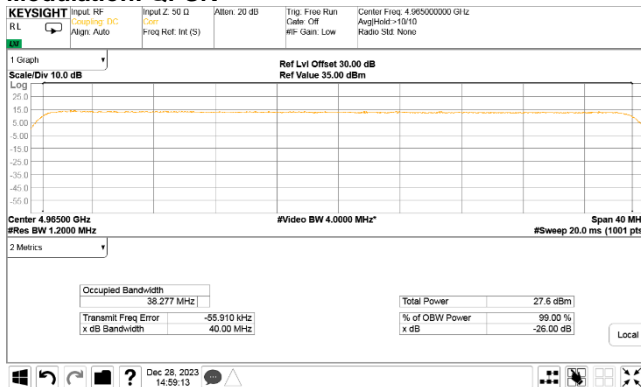 KEYSIGHT Input: RF Input Z: 50 Ω Atten: 20 dB Trig: Free Run Center Freq: 4.965000000 GHz
RL Coupling: DC Corr Gate: Off Avg|Hold:>10/10
Align: Auto Freq Ref: Int (S) #IF Gain: Low Radio Std: None
LXI
1 Graph
Ref Lvl Offset 30.00 dB
Scale/Div 10.0 dB Ref Value 35.00 dBm
Log
25.0
15.0
5.00
-5.00
-15.0
-25.0
-35.0
-45.0
-55.0
Center 4.96500 GHz #Video BW 4.0000 MHz* Span 40 MH
#Res BW 1.2000 MHz #Sweep 20.0 ms (1001 pts
2 Metrics
Occupied Bandwidth
38.277 MHz Total Power 27.6 dBm
Transmit Freq Error -55.910 kHz % of OBW Power 99.00 %
x dB Bandwidth 40.00 MHz x dB -26.00 dB
Local
? Dec 28, 2023
14:59:13